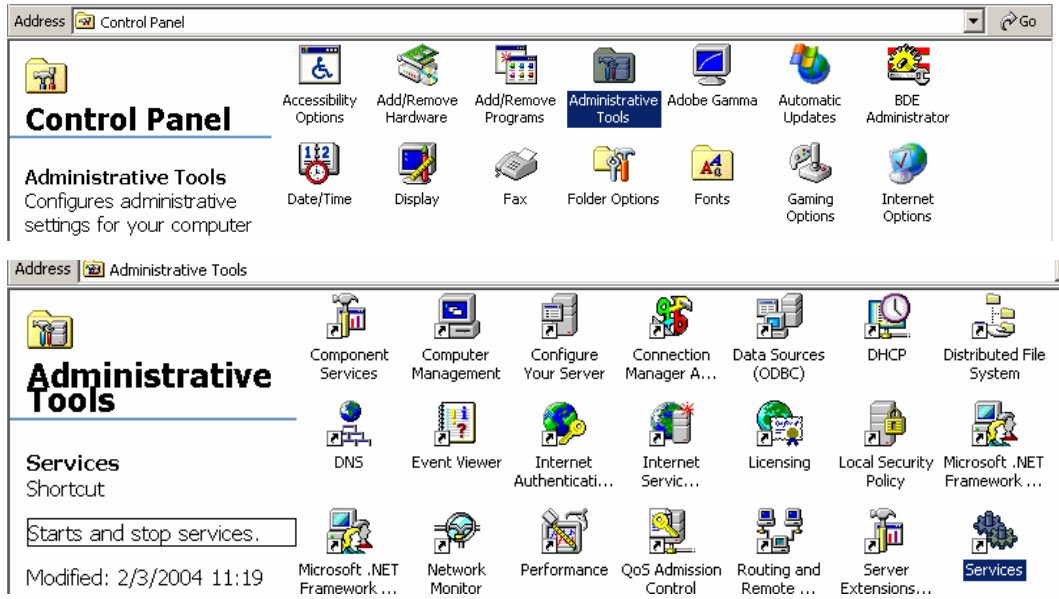 Address Control Panel Go
Control Panel
Administrative Tools
Configures administrative
settings for your computer
Accessibility Options
Add/Remove Hardware
Add/Remove Programs
Administrative Tools
Adobe Gamma
Automatic Updates
BDE Administrator
Date/Time
Display
Fax
Folder Options
Fonts
Gaming Options
Internet Options
Address Administrative Tools
Administrative
Tools
Services
Shortcut
Starts and stop services.
Modified: 2/3/2004 11:19
Component Services
Computer Management
Configure Your Server
Connection Manager A...
Data Sources (ODBC)
DHCP
Distributed File System
DNS
Event Viewer
Internet Authenticati...
Internet Servic...
Licensing
Local Security Policy
Microsoft .NET Framework ...
Microsoft .NET Framework ...
Network Monitor
Performance
QoS Admission Control
Routing and Remote ...
Server Extensions...
Services